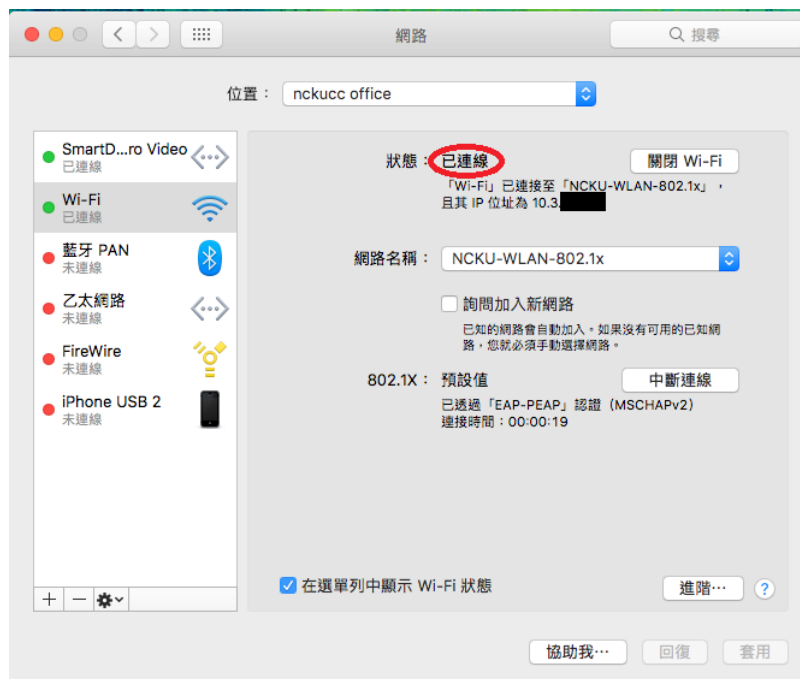 網路
搜尋
位置：
nckucc office
SmartD...ro Video
已連線
Wi-Fi
已連線
藍牙 PAN
未連線
乙太網路
未連線
FireWire
未連線
iPhone USB 2
未連線
狀態：
已連線
關閉 Wi-Fi
「Wi-Fi」已連接至「NCKU-WLAN-802.1x」，
且其 IP 位址為 10.3.
網路名稱：
NCKU-WLAN-802.1x
詢問加入新網路
已知的網路會自動加入。如果沒有可用的已知網
路，您就必須手動選擇網路。
802.1X：
預設值
中斷連線
已透過「EAP-PEAP」認證（MSCHAPv2）
連接時間：00:00:19
在選單列中顯示 Wi-Fi 狀態
進階…
?
協助我…
回復
套用